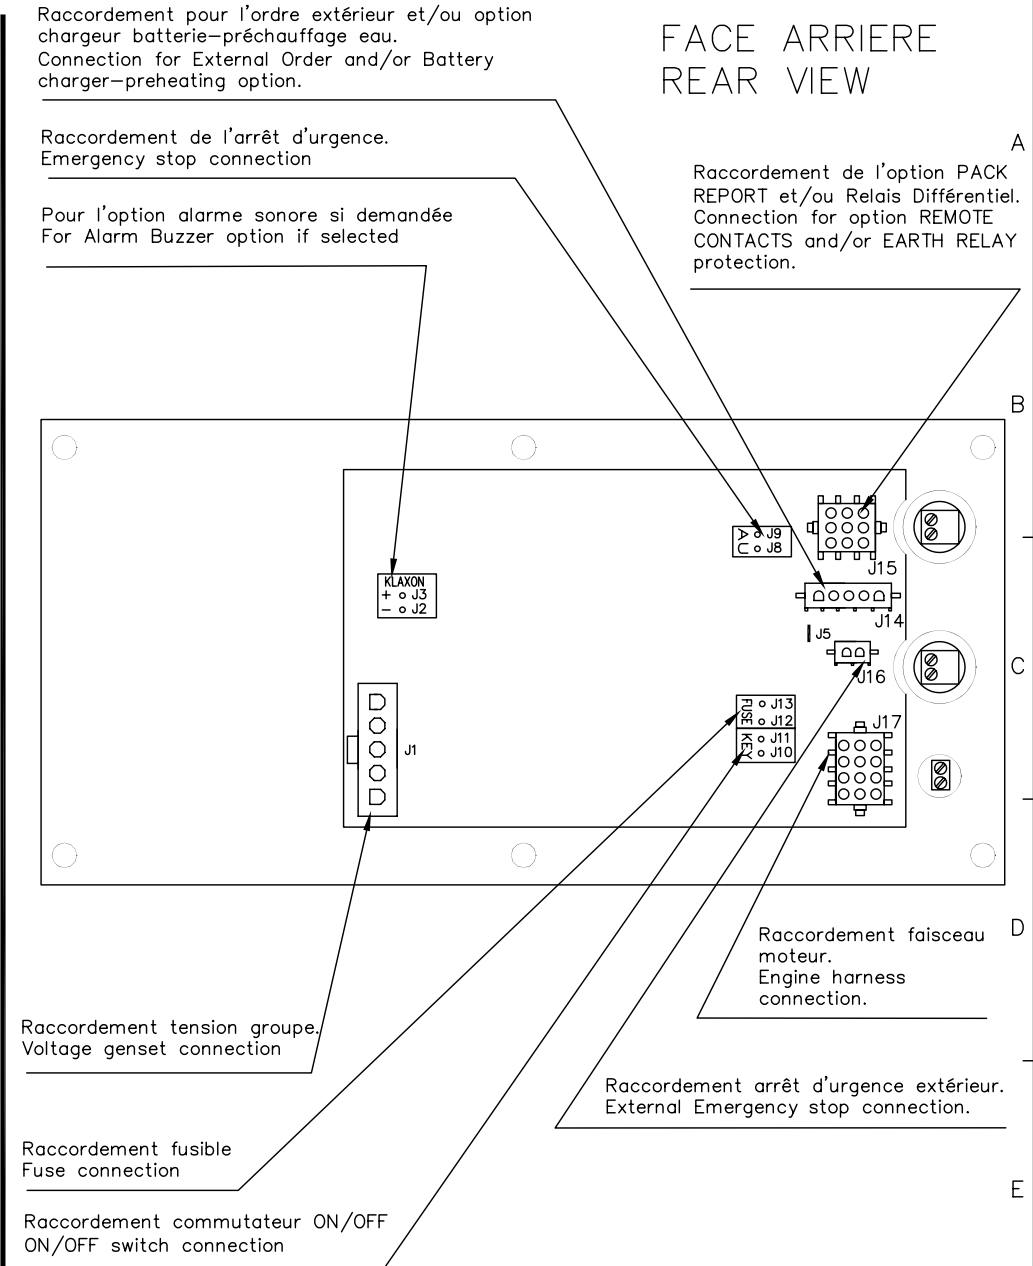 Raccordement pour l'ordre extérieur et/ou option
chargeur batterie-préchauffage eau.
Connection for External Order and/or Battery
charger-preheating option.
FACE ARRIERE
REAR VIEW
Raccordement de l'arrêt d'urgence.
Emergency stop connection
A
Raccordement de l'option PACK
REPORT et/ou Relais Différentiel.
Connection for option REMOTE
CONTACTS and/or EARTH RELAY
protection.
Pour l'option alarme sonore si demandée
For Alarm Buzzer option if selected
B
AU
J9
J8
J15
KLAXON
+ J3
- J2
J14
J5
J16
C
FUSE
J13
J12
KEY
J11
J10
J17
J1
D
Raccordement faisceau
moteur.
Engine harness
connection.
Raccordement tension groupe.
Voltage genset connection
Raccordement arrêt d'urgence extérieur.
External Emergency stop connection.
Raccordement fusible
Fuse connection
E
Raccordement commutateur ON/OFF
ON/OFF switch connection